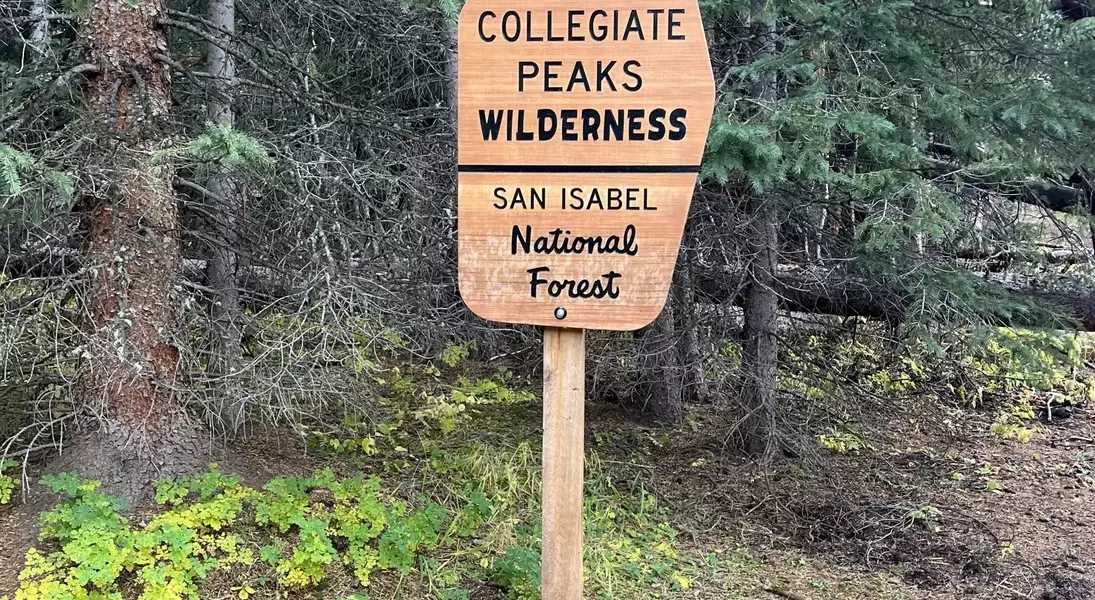 COLLEGIATE
PEAKS
WILDERNESS
SAN ISABEL
National
Forest